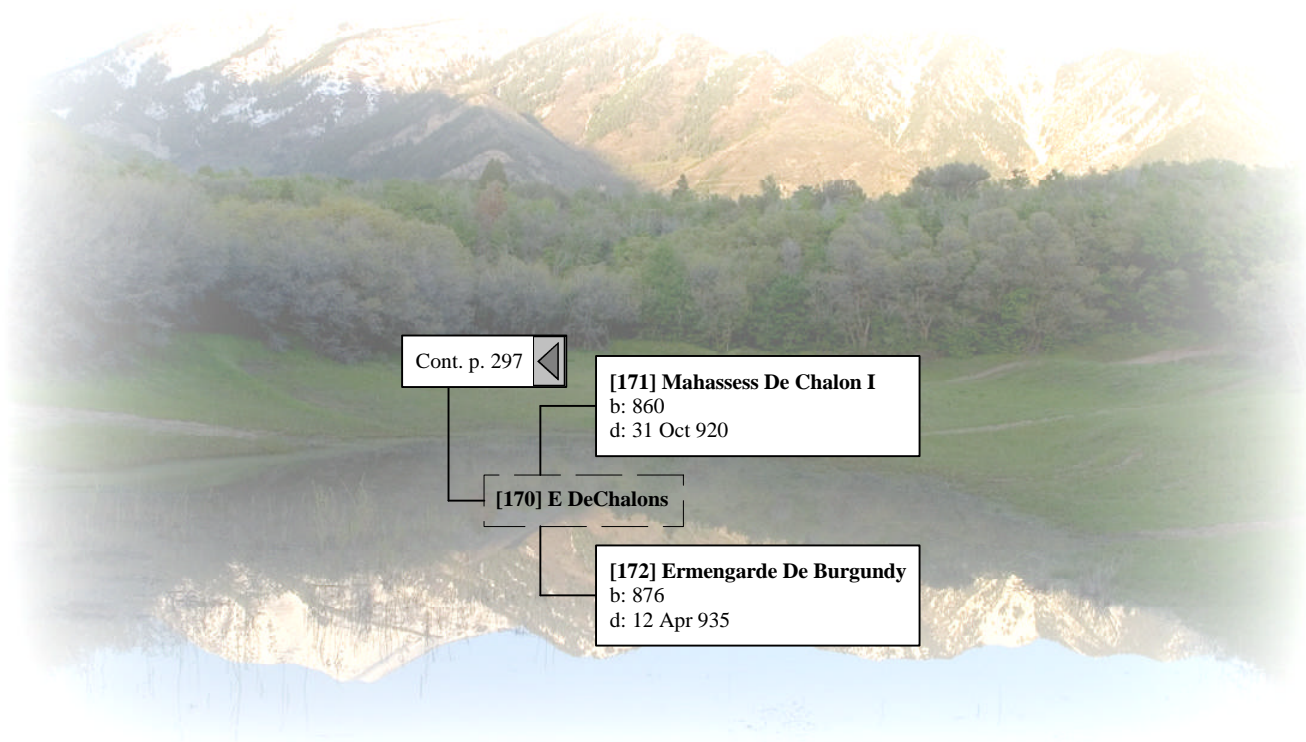 Cont. p. 297
[171] Mahassess De Chalon I
b: 860
d: 31 Oct 920
[170] E DeChalons
[172] Ermengarde De Burgundy
b: 876
d: 12 Apr 935